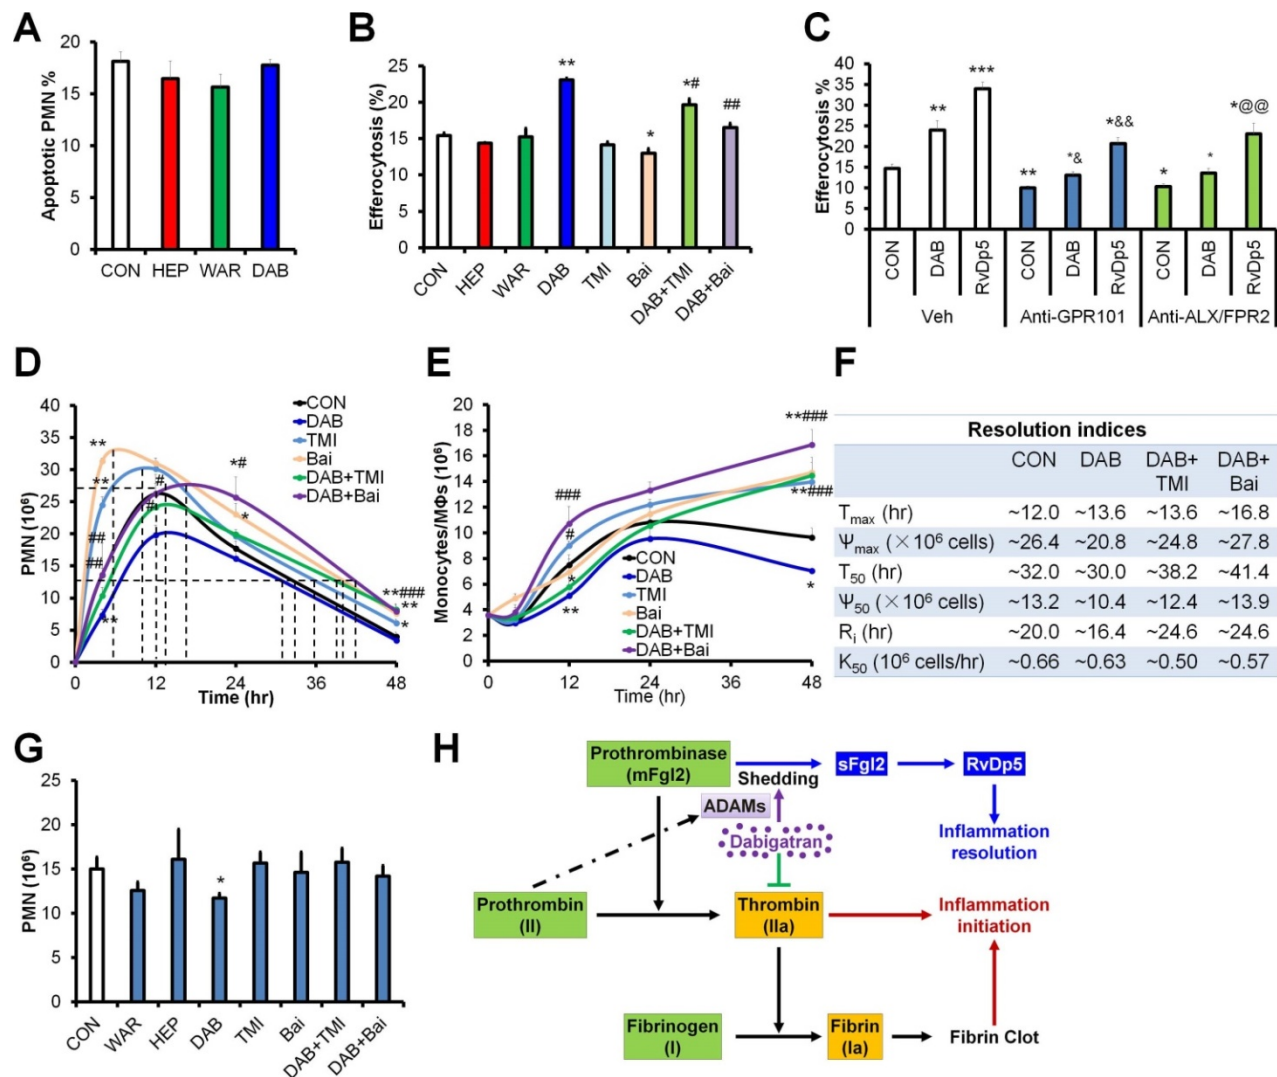 A
20
15
10
5
0
Apoptotic PMN %
CON HEP WAR DAB
B
25
20
15
10
5
0
Efferocytosis (%)
** * *# ##
CON HEP WAR DAB TMI Bai DAB+TMI DAB+Bai
C
40
35
30
25
20
15
10
5
0
Efferocytosis %
** *** ** *& *&& * * *@@
CON DAB RvDp5 CON DAB RvDp5 CON DAB RvDp5
Veh Anti-GPR101 Anti-ALX/FPR2
D
40
35
30
25
20
15
10
5
0
PMN (10⁶)
CON
DAB
TMI
Bai
DAB+TMI
DAB+Bai
**
**
##
##
**
#
#
*#
*
**###
**
*
0 12 24 36 48
Time (hr)
E
20
18
16
14
12
10
8
6
4
2
0
Monocytes/MΦs (10⁶)
**###
###
**###
#
*
**
*
CON
DAB
TMI
Bai
DAB+TMI
DAB+Bai
0 12 24 36 48
Time (hr)
F
Resolution indices
CON DAB DAB+ TMI DAB+ Bai
Tmax (hr) ~12.0 ~13.6 ~13.6 ~16.8
Ψmax (×10⁶ cells) ~26.4 ~20.8 ~24.8 ~27.8
T50 (hr) ~32.0 ~30.0 ~38.2 ~41.4
Ψ50 (×10⁶ cells) ~13.2 ~10.4 ~12.4 ~13.9
Ri (hr) ~20.0 ~16.4 ~24.6 ~24.6
K50 (10⁶ cells/hr) ~0.66 ~0.63 ~0.50 ~0.57
G
25
20
15
10
5
0
PMN (10⁶)
*
CON WAR HEP DAB TMI Bai DAB+TMI DAB+Bai
H
Prothrombinase
(mFgl2)
Shedding
sFgl2
RvDp5
ADAMs
Dabigatran
Inflammation
resolution
Prothrombin
(II)
Thrombin
(IIa)
Inflammation
initiation
Fibrinogen
(I)
Fibrin
(Ia)
Fibrin Clot